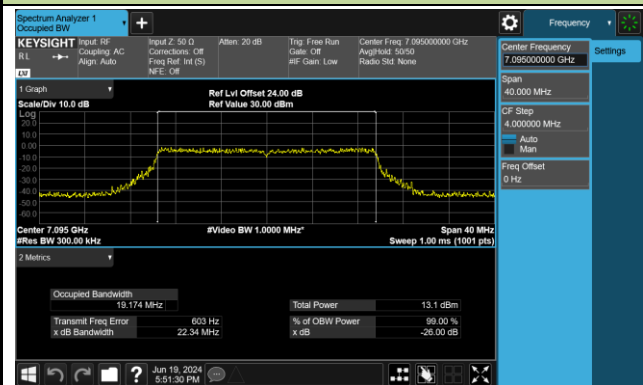 Spectrum Analyzer 1
Occupied BW
Frequency
KEYSIGHT
Input: RF
Coupling: AC
Align: Auto
Input Z: 50 Ω
Corrections: Off
Freq Ref: Int (S)
NFE: Off
Atten: 20 dB
Trig: Free Run
Gate: Off
#IF Gain: Low
Center Freq: 7.095000000 GHz
Avg|Hold: 50/50
Radio Std: None
RL
LXI
Center Frequency
7.095000000 GHz
Settings
Span
40.000 MHz
CF Step
4.000000 MHz
Auto
Man
Freq Offset
0 Hz
1 Graph
Scale/Div 10.0 dB
Ref Lvl Offset 24.00 dB
Ref Value 30.00 dBm
Log
20.0
10.0
0.00
-10.0
-20.0
-30.0
-40.0
-50.0
-60.0
Center 7.095 GHz
#Res BW 300.00 kHz
#Video BW 1.0000 MHz*
Span 40 MHz
Sweep 1.00 ms (1001 pts)
2 Metrics
Occupied Bandwidth
19.174 MHz
Total Power 13.1 dBm
Transmit Freq Error 603 Hz
% of OBW Power 99.00 %
x dB Bandwidth 22.34 MHz
x dB -26.00 dB
Jun 19, 2024
5:51:30 PM